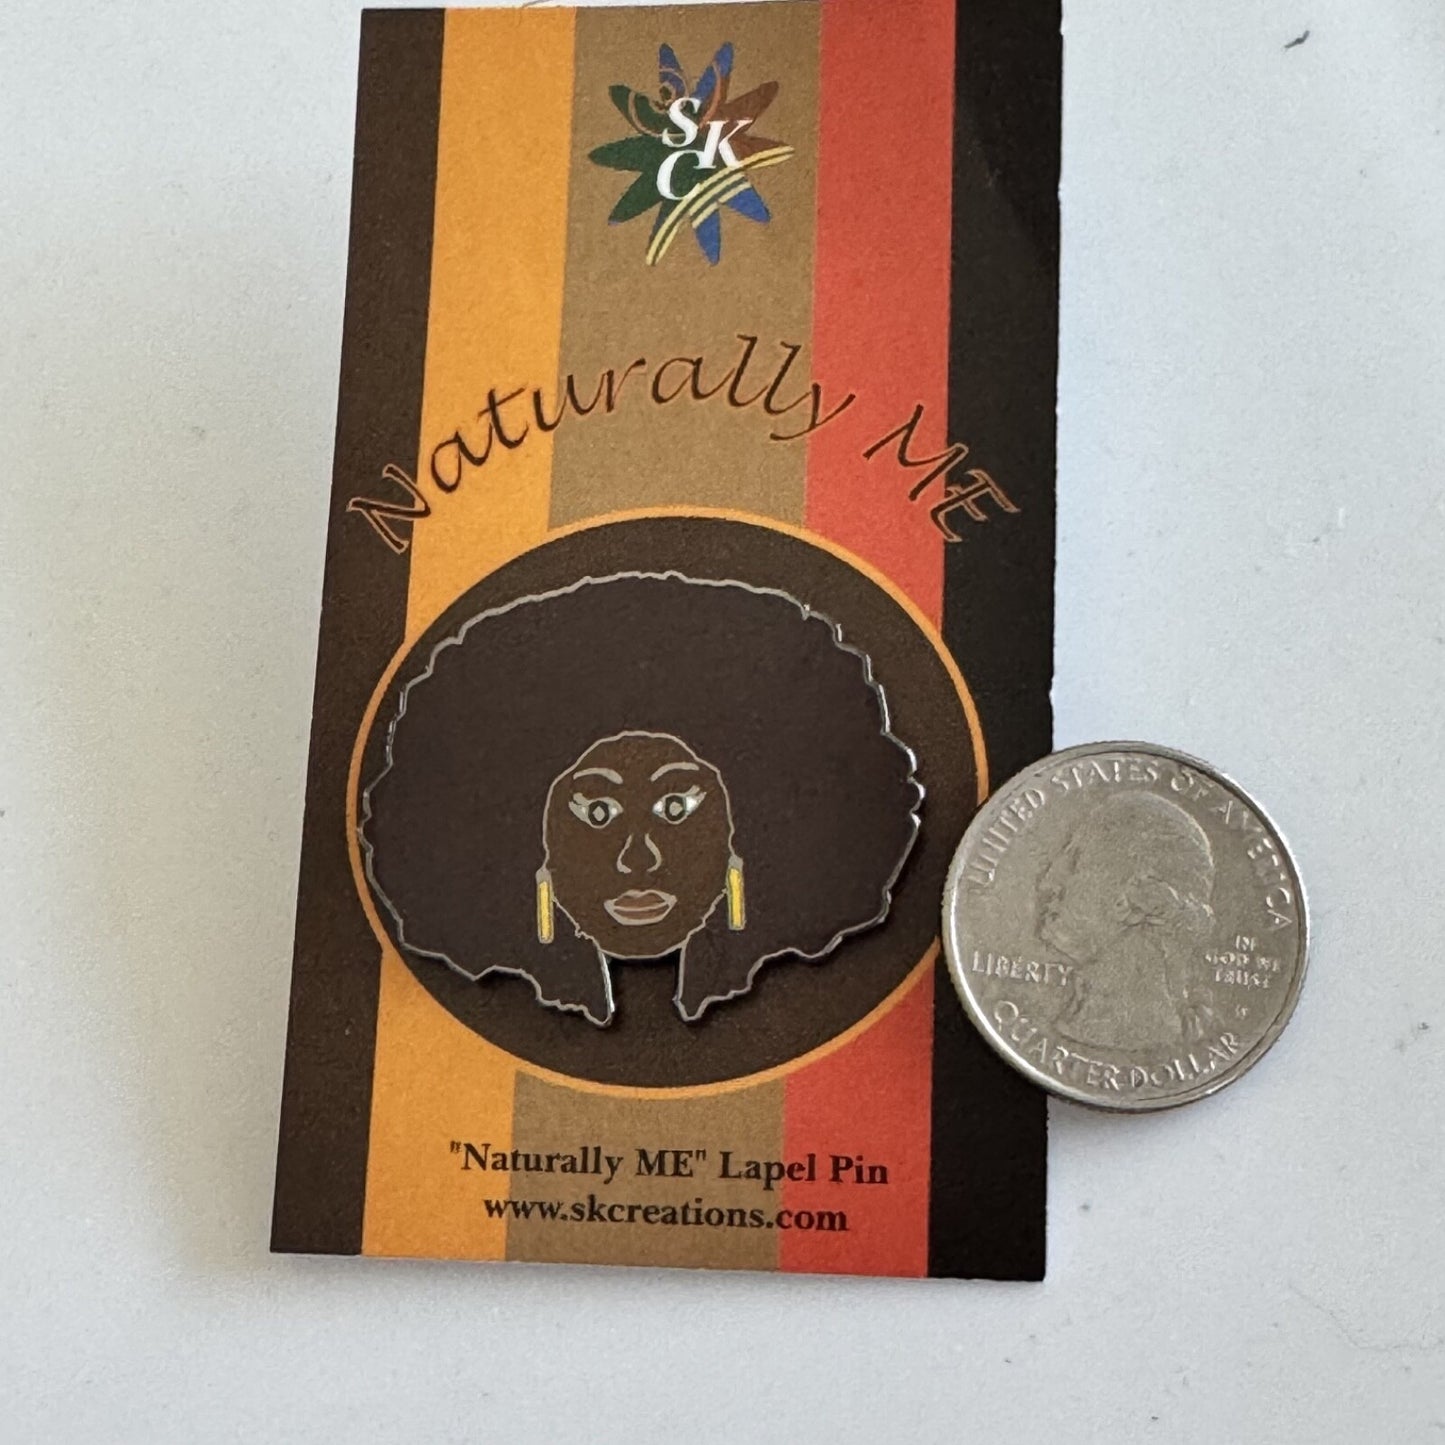 SKC
Naturally ME
"Naturally ME" Lapel Pin
www.skcreations.com
UNITED STATES OF AMERICA
LIBERTY
IN
GOD WE
TRUST
S
QUARTER DOLLAR